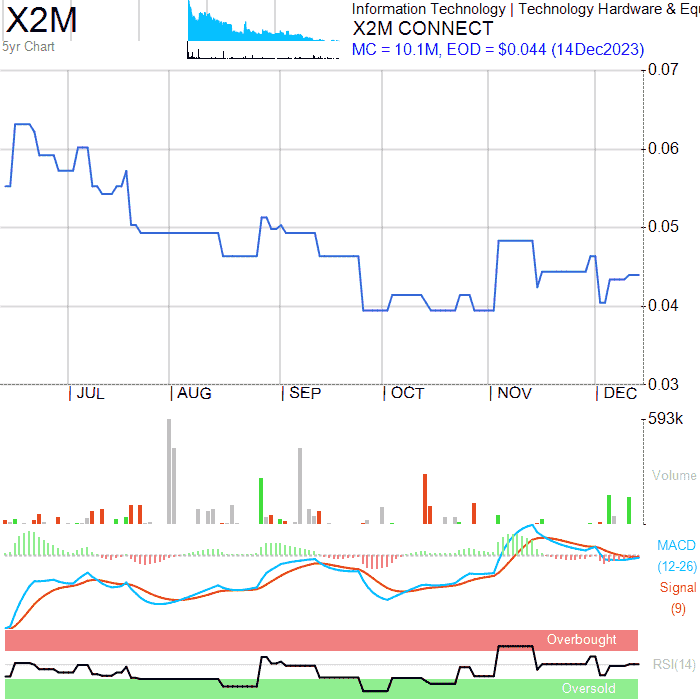 X2M
5yr Chart
Information Technology | Technology Hardware & Equ
X2M CONNECT
MC = 10.1M, EOD = $0.044 (14Dec2023)
0.07
0.06
0.05
0.04
0.03
JUL
AUG
SEP
OCT
NOV
DEC
593k
Volume
MACD
(12-26)
Signal
(9)
Overbought
RSI(14)
Oversold